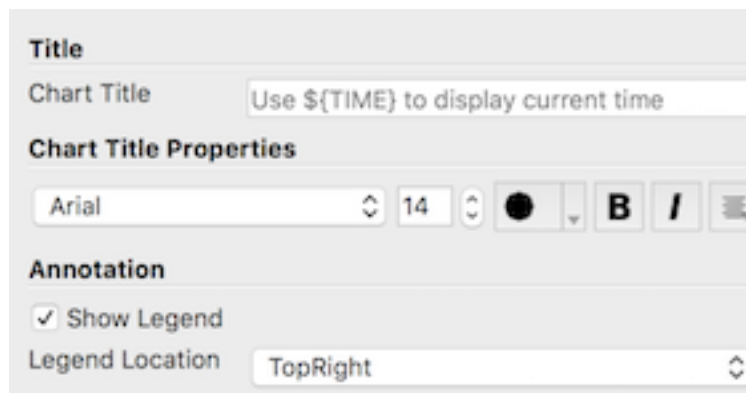 Title
Chart Title Use ${TIME} to display current time
Chart Title Properties
Arial 14 B I
Annotation
✓ Show Legend
Legend Location TopRight